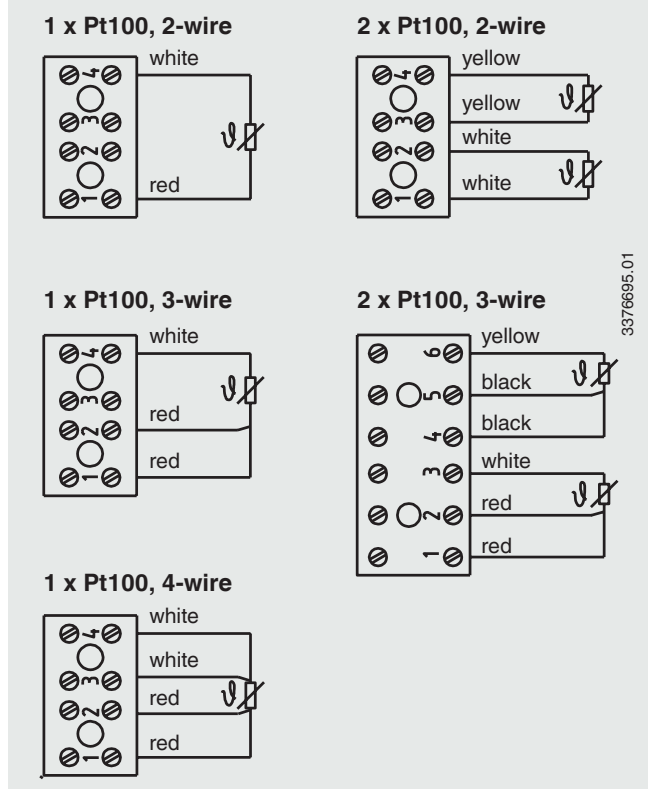 1 x Pt100, 2-wire
white
4
3
2
1
red
2 x Pt100, 2-wire
yellow
4
yellow
3
white
2
white
1
ϑ
ϑ
ϑ
3376695.01
1 x Pt100, 3-wire
white
4
3
red
2
red
1
ϑ
2 x Pt100, 3-wire
yellow
6
black
5
black
4
white
3
red
2
red
1
ϑ
ϑ
1 x Pt100, 4-wire
white
4
white
3
red
2
red
1
ϑ